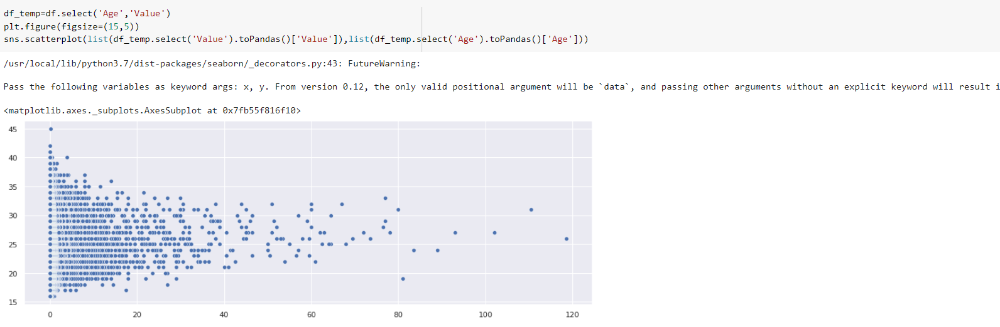 df_temp=df.select('Age','Value')
plt.figure(figsize=(15,5))
sns.scatterplot(list(df_temp.select('Value').toPandas()['Value']),list(df_temp.select('Age').toPandas()['Age']))
/usr/local/lib/python3.7/dist-packages/seaborn/_decorators.py:43: FutureWarning:
Pass the following variables as keyword args: x, y. From version 0.12, the only valid positional argument will be `data`, and passing other arguments without an explicit keyword will result i
<matplotlib.axes._subplots.AxesSubplot at 0x7fb55f816f10>
45
40
35
30
25
20
15
0 20 40 60 80 100 120